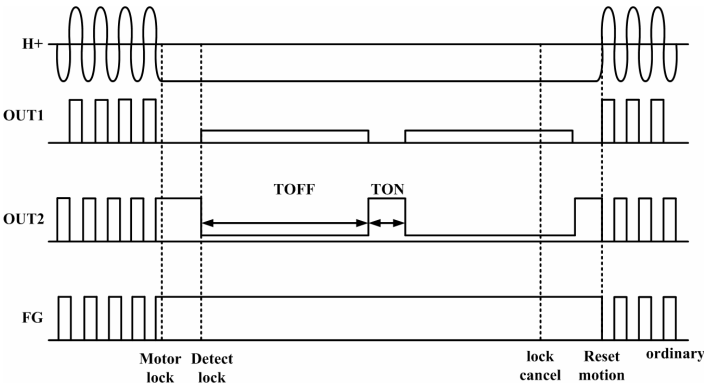 H+
OUT1
TOFF
TON
OUT2
FG
Motor lock
Detect lock
lock cancel
Reset motion
ordinary